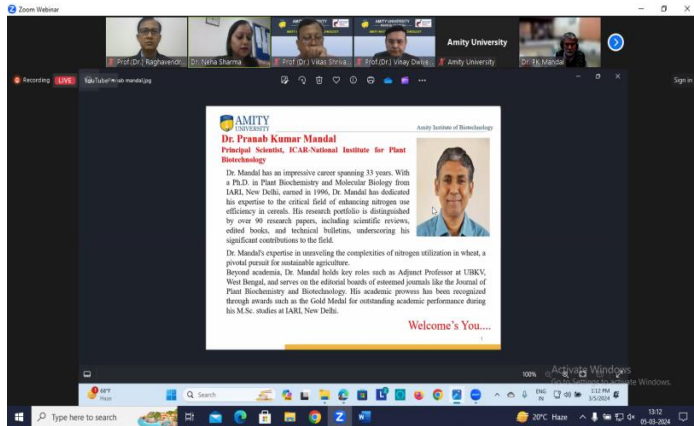 Zoom Webinar
Prof.(Dr.) Raghavendr...
Dr. Neha Sharma
Prof (Dr.) Vikas Shriva...
Prof.(Dr.) Vinay Dwive...
Amity University
Amity University
Dr. PK Mandal
Recording
LIVE
Sign in
AMITY
UNIVERSITY
Amity Institute of Biotechnology
Dr. Pranab Kumar Mandal
Principal Scientist, ICAR-National Institute for Plant
Biotechnology
Dr. Mandal has an impressive career spanning 33 years. With
a Ph.D. in Plant Biochemistry and Molecular Biology from
IARI, New Delhi, earned in 1996, Dr. Mandal has dedicated
his expertise to the critical field of enhancing nitrogen use
efficiency in cereals. His research portfolio is distinguished
by over 90 research papers, including scientific reviews,
edited books, and technical bulletins, underscoring his
significant contributions to the field.
Dr. Mandal's expertise in unraveling the complexities of nitrogen utilization in wheat, a
pivotal pursuit for sustainable agriculture.
Beyond academia, Dr. Mandal holds key roles such as Adjunct Professor at UBKV,
West Bengal, and serves on the editorial boards of esteemed journals like the Journal of
Plant Biochemistry and Biotechnology. His academic prowess has been recognized
through awards such as the Gold Medal for outstanding academic performance during
his M.Sc. studies at IARI, New Delhi.
Welcome's You....
100%
Activate Windows
Go to Settings to activate Windows.
68°F
Haze
Search
ENG
IN
1:12 PM
3/5/2024
Type here to search
20°C Haze
13:12
05-03-2024